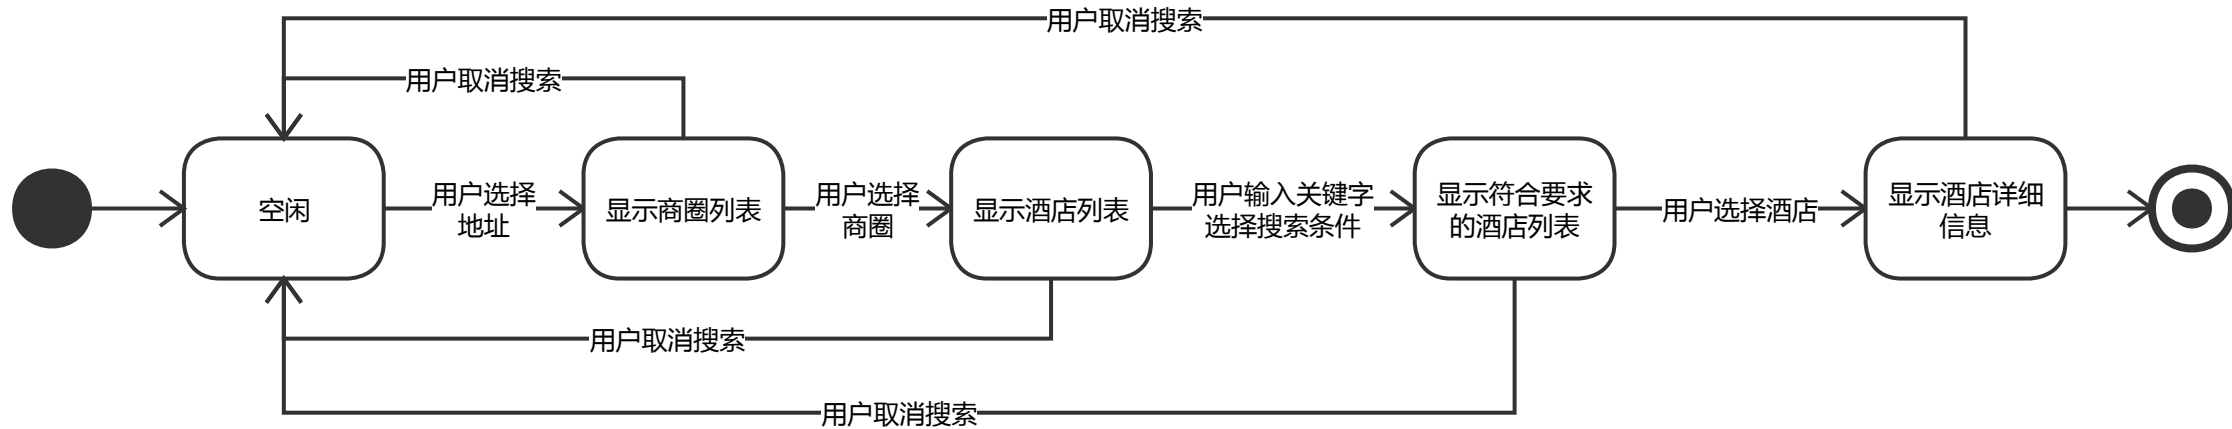 用户取消搜索
用户取消搜索
空闲
用户选择
地址
显示商圈列表
用户选择
商圈
显示酒店列表
用户输入关键字
选择搜索条件
显示符合要求
的酒店列表
用户选择酒店
显示酒店详细
信息
用户取消搜索
用户取消搜索